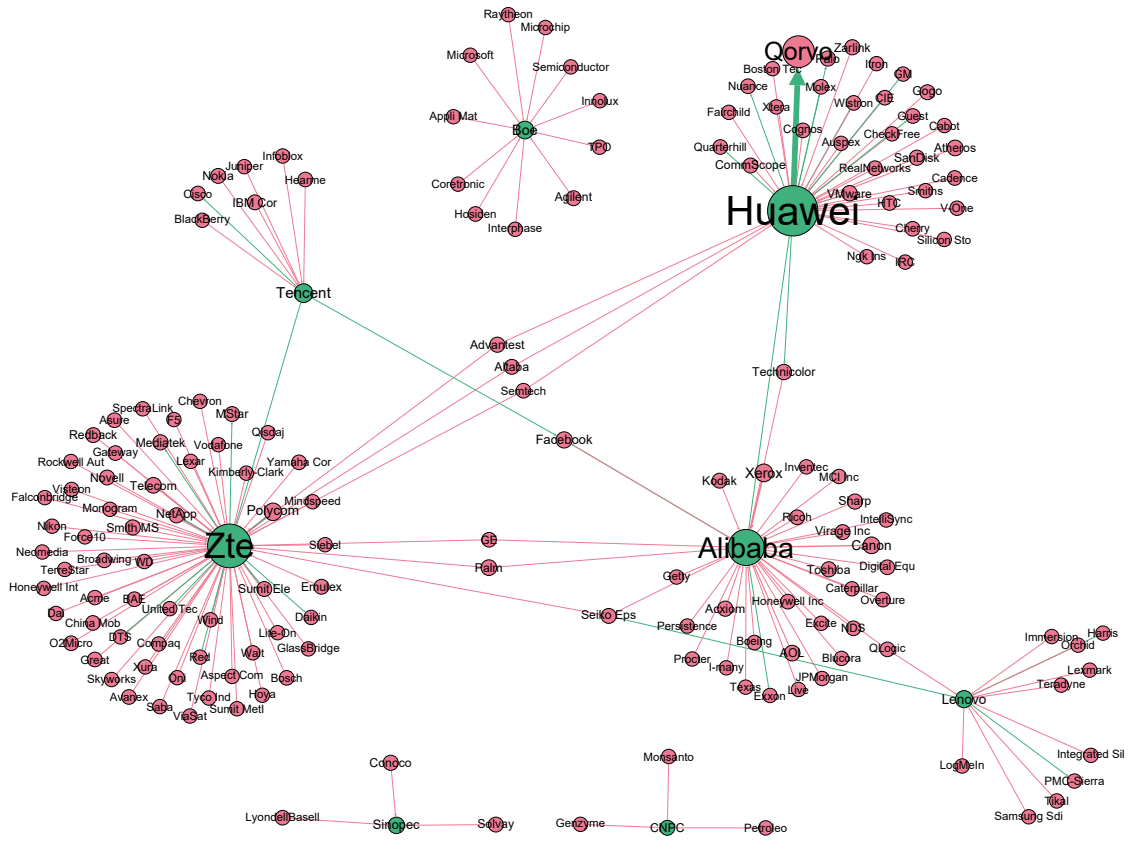 Raytheon
Microchip
Microsoft
Semiconductor
Innolux
Appli Mat
Boe
TPO
Coretronic
Agilent
Hosiden
Interphase
Qorvo
Zarlink
Palo
Itron
Boston Tec
GM
Nuance
Molex
Gogo
Wistron
CIE
Xtera
Fairchild
Guest
Cabot
Cognos
CheckFree
Auspex
Quarterhill
Atheros
SanDisk
CommScope
RealNetworks
Cadence
VMware
Smiths
HTC
V-One
Huawei
Cherry
Silicon Sto
Ngk Ins
IRC
Infoblox
Juniper
Nokia
Hearme
Cisco
IBM Cor
BlackBerry
Tencent
Advantest
Altaba
Semtech
Technicolor
Facebook
Chevron
SpectraLink
MStar
Asure
F5
Redback
Mediatek
Vodafone
Qisdaj
Gateway
Lexar
Rockwell Aut
Kimberly-Clark
Yamaha Cor
Novell
Visteon
Telecom
Falconbridge
Mindspeed
Monogram
NetApp
Polycom
Nikon
Smith MS
Force10
Zte
Siebel
Neomedia
Broadwing
WD
TerreStar
Honeywell Int
Sumit Ele
Emulex
Acme
BAE
Dai
United Tec
Daikin
China Mob
Wind
DTS
Lite-On
O2Micro
Compaq
GlassBridge
Great
Red
Walt
Xura
Skyworks
Oni
Aspect Com
Bosch
Avanex
Tyco Ind
Hoya
Saba
ViaSat
Sumit Metl
GE
Palm
Seiko Eps
Kodak
Xerox
Inventec
MCI Inc
Sharp
Ricoh
IntelliSync
Virage Inc
Alibaba
Canon
Digital Equ
Toshiba
Getty
Caterpillar
Honeywell Inc
Overture
Acxiom
Persistence
Excite
NDS
Boeing
AOL
Blucora
QLogic
Procter
I-many
JPMorgan
Texas
Exxon
Live
Immersion
Harris
Orchid
Lexmark
Teradyne
Lenovo
Integrated Sil
LogMeIn
PMC-Sierra
Tikal
Samsung Sdi
Conoco
LyondellBasell
Sinopec
Solvay
Monsanto
Genzyme
CNPC
Petroleo